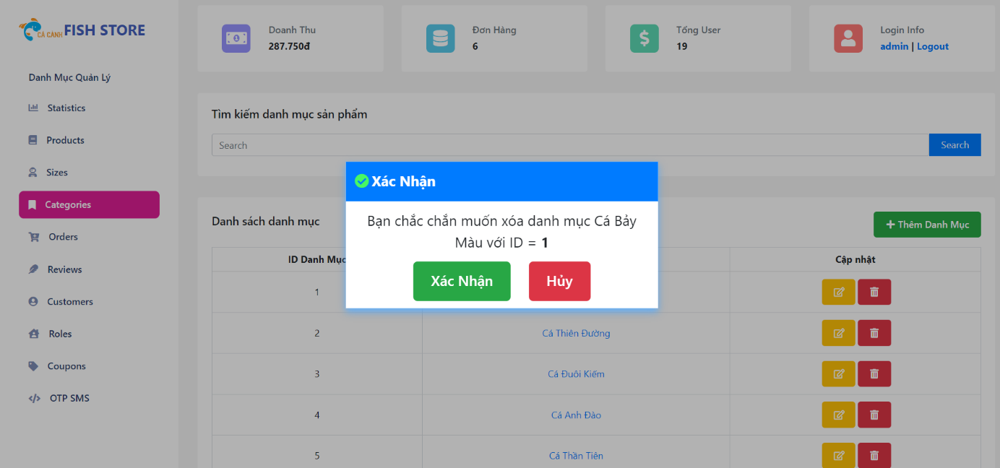 CÁ CẢNH FISH STORE
Danh Mục Quản Lý
Statistics
Products
Sizes
Categories
Orders
Reviews
Customers
Roles
Coupons
OTP SMS
Doanh Thu
287.750đ
Đơn Hàng
6
Tổng User
19
Login Info
admin | Logout
Tìm kiếm danh mục sản phẩm
Search Search
Xác Nhận
Bạn chắc chắn muốn xóa danh mục Cá Bảy
Màu với ID = 1
Xác Nhận Hủy
Danh sách danh mục
Thêm Danh Mục
ID Danh Mục Cập nhật
1
2 Cá Thiên Đường
3 Cá Đuôi Kiếm
4 Cá Anh Đào
5 Cá Thần Tiên